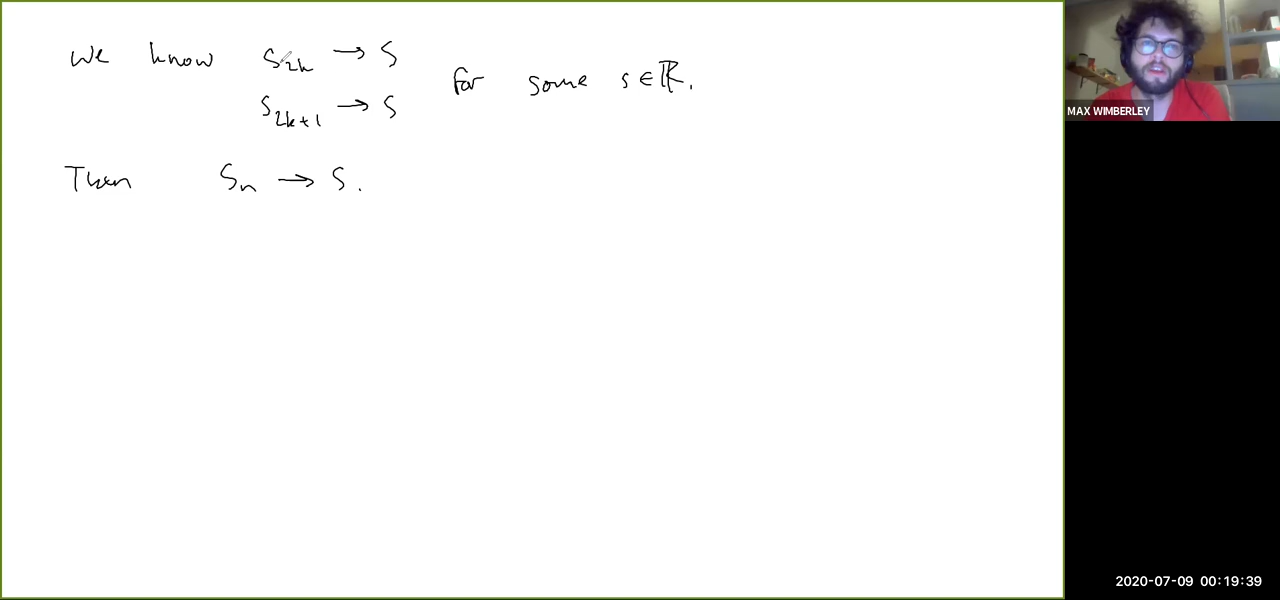 We know S₂ₖ → S
for some s ∈ ℝ.
S₂ₖ₊₁ → S
Then Sₙ → S.
MAX WIMBERLEY
2020-07-09 00:19:39